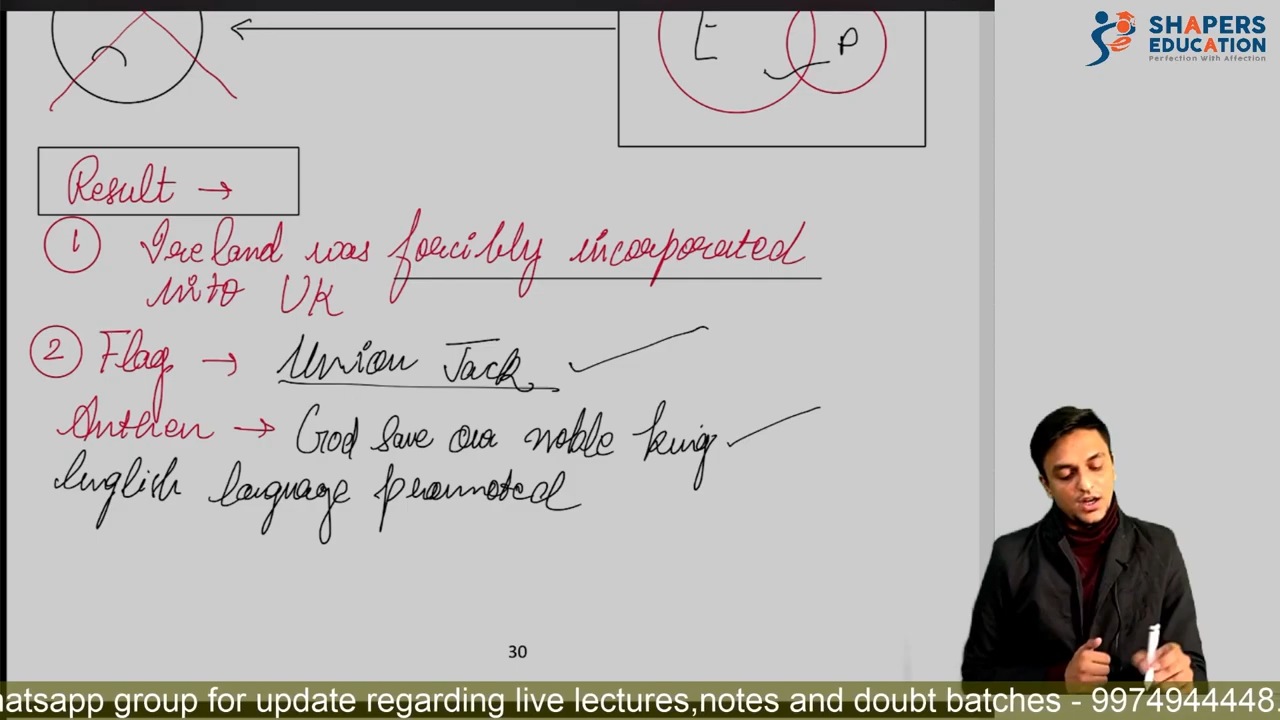 SHAPERS
EDUCATION
Perfection With Affection
E
P
Result →
1 Ireland was forcibly incorporated
into UK
2 Flag → Union Jack
Anthem → God save our noble king
English language promoted
30
hatsapp group for update regarding live lectures,notes and doubt batches - 9974944448.